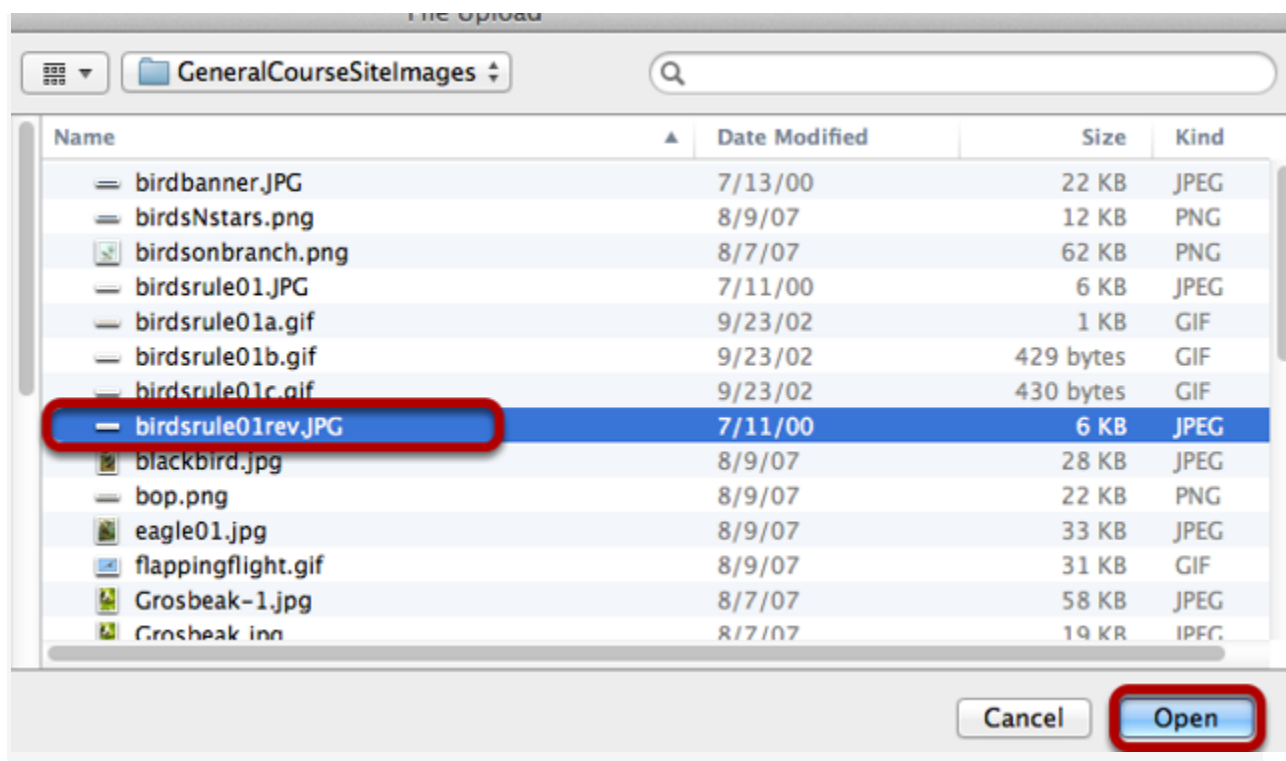 File Upload
GeneralCourseSiteImages
Name Date Modified Size Kind
birdbanner.JPG 7/13/00 22 KB JPEG
birdsNstars.png 8/9/07 12 KB PNG
birdsonbranch.png 8/7/07 62 KB PNG
birdsrule01.JPG 7/11/00 6 KB JPEG
birdsrule01a.gif 9/23/02 1 KB GIF
birdsrule01b.gif 9/23/02 429 bytes GIF
birdsrule01c.gif 9/23/02 430 bytes GIF
birdsrule01rev.JPG 7/11/00 6 KB JPEG
blackbird.jpg 8/9/07 28 KB JPEG
bop.png 8/9/07 22 KB PNG
eagle01.jpg 8/9/07 33 KB JPEG
flappingflight.gif 8/9/07 31 KB GIF
Grosbeak-1.jpg 8/7/07 58 KB JPEG
Grosbeak.jpg 8/7/07 19 KB JPEG
Cancel Open